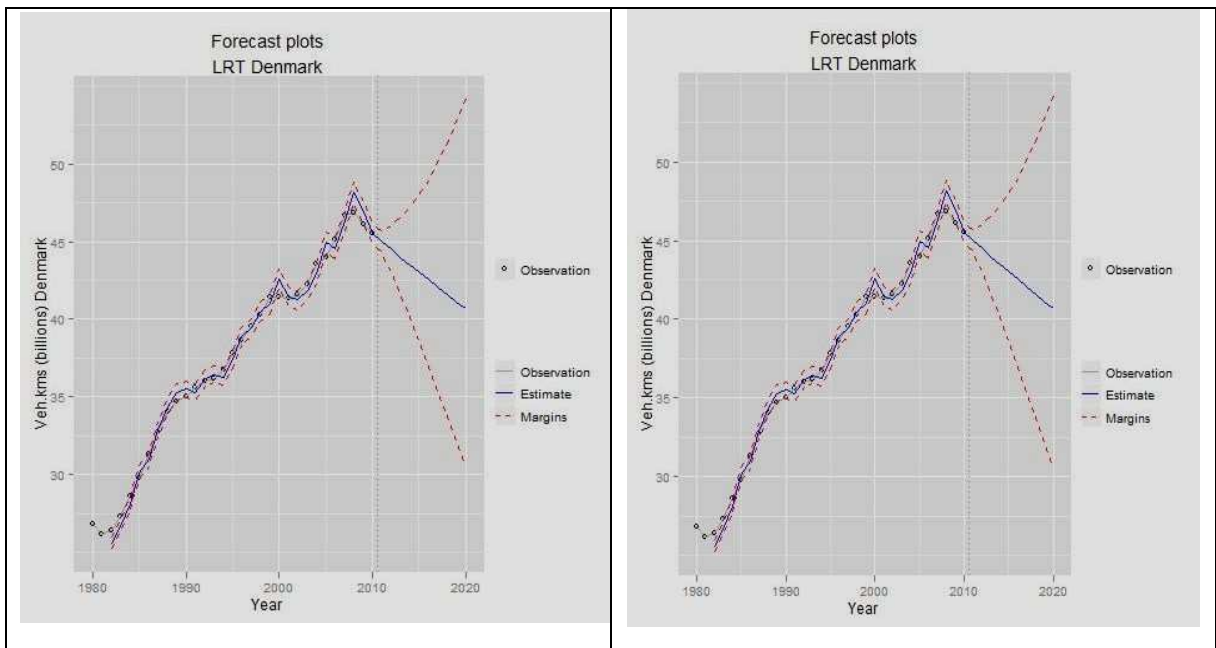 Forecast plots
LRT Denmark
50
45
40
35
30
Veh.kms (billions) Denmark
1980
1990
2000
2010
2020
Year
Observation
Observation
Estimate
Margins
Forecast plots
LRT Denmark
50
45
40
35
30
Veh.kms (billions) Denmark
1980
1990
2000
2010
2020
Year
Observation
Observation
Estimate
Margins